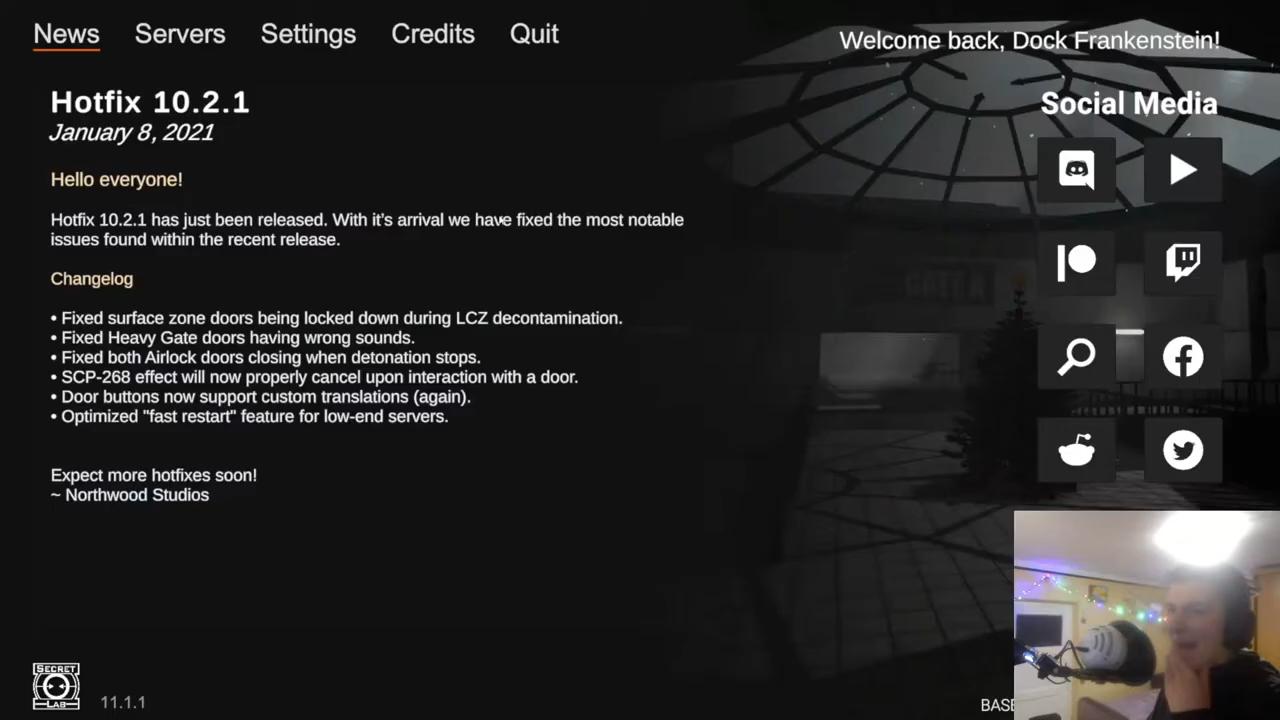 News Servers Settings Credits Quit
Welcome back, Dock Frankenstein!
Hotfix 10.2.1
January 8, 2021
Social Media
Hello everyone!
Hotfix 10.2.1 has just been released. With it's arrival we have fixed the most notable
issues found within the recent release.
Changelog
• Fixed surface zone doors being locked down during LCZ decontamination.
• Fixed Heavy Gate doors having wrong sounds.
• Fixed both Airlock doors closing when detonation stops.
• SCP-268 effect will now properly cancel upon interaction with a door.
• Door buttons now support custom translations (again).
• Optimized "fast restart" feature for low-end servers.
Expect more hotfixes soon!
~ Northwood Studios
SECRET
LAB
11.1.1
BASE